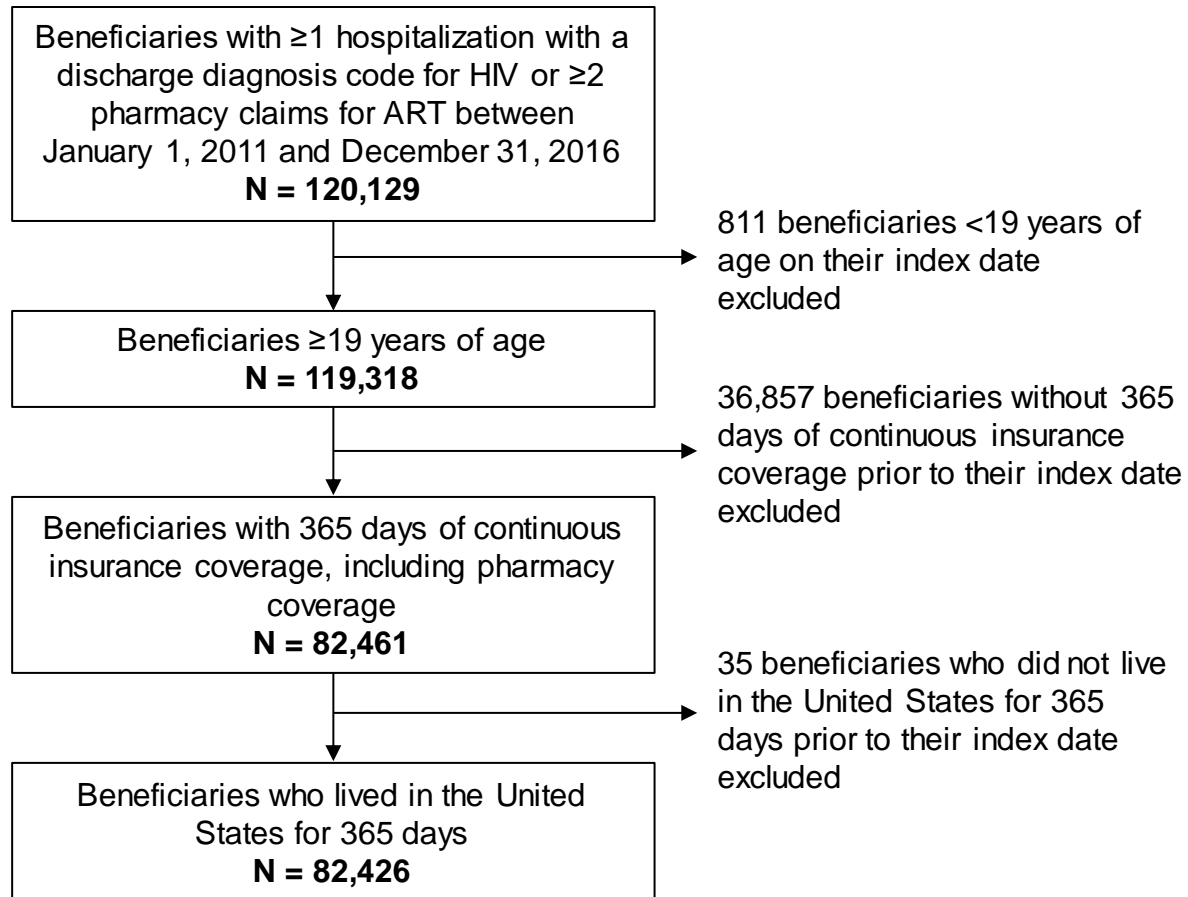 Beneficiaries with ≥1 hospitalization with a
discharge diagnosis code for HIV or ≥2
pharmacy claims for ART between
January 1, 2011 and December 31, 2016
N = 120,129
811 beneficiaries <19 years of
age on their index date
excluded
Beneficiaries ≥19 years of age
N = 119,318
36,857 beneficiaries without 365
days of continuous insurance
coverage prior to their index date
excluded
Beneficiaries with 365 days of continuous
insurance coverage, including pharmacy
coverage
N = 82,461
35 beneficiaries who did not live
in the United States for 365
days prior to their index date
excluded
Beneficiaries who lived in the United
States for 365 days
N = 82,426